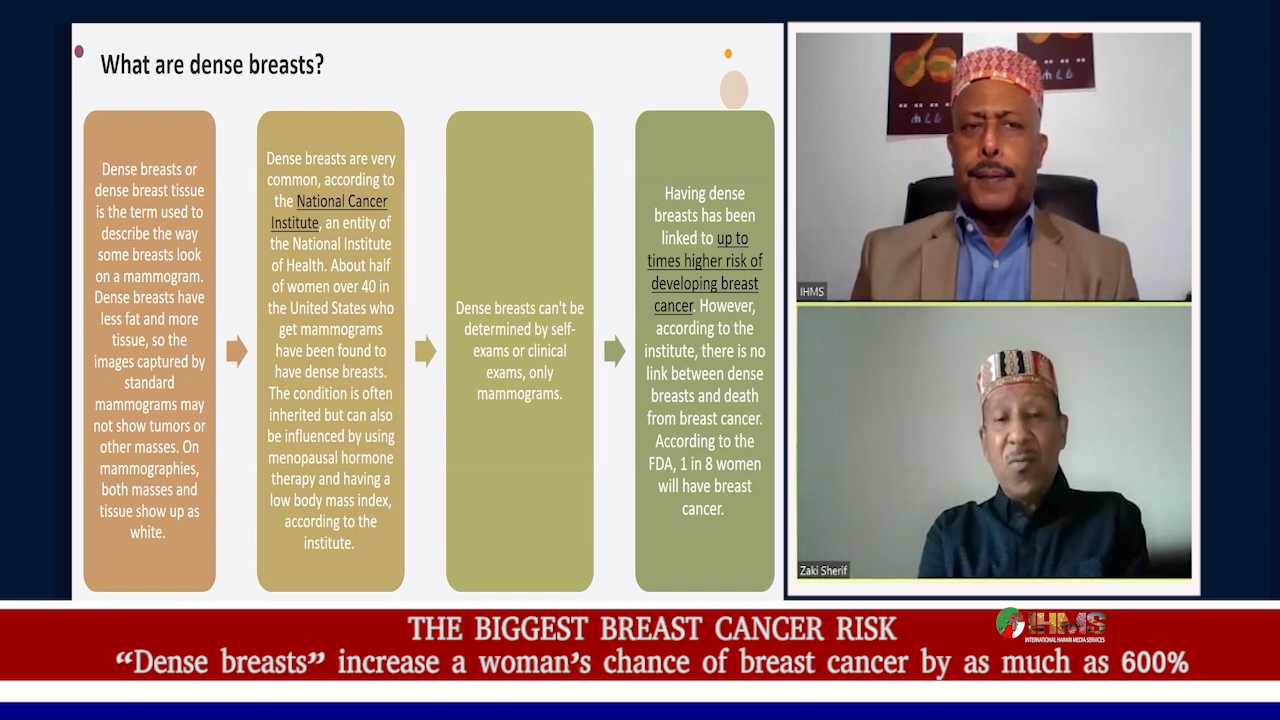 What are dense breasts?
Dense breasts or
dense breast tissue
is the term used to
describe the way
some breasts look
on a mammogram.
Dense breasts have
less fat and more
tissue, so the
images captured by
standard
mammograms may
not show tumors or
other masses. On
mammographies,
both masses and
tissue show up as
white.
Dense breasts are very
common, according to
the National Cancer
Institute, an entity of
the National Institute
of Health. About half
of women over 40 in
the United States who
get mammograms
have been found to
have dense breasts.
The condition is often
inherited but can also
be influenced by using
menopausal hormone
therapy and having a
low body mass index,
according to the
institute.
Dense breasts can't be
determined by self-
exams or clinical
exams, only
mammograms.
Having dense
breasts has been
linked to up to
times higher risk of
developing breast
cancer. However,
according to the
institute, there is no
link between dense
breasts and death
from breast cancer.
According to the
FDA, 1 in 8 women
will have breast
cancer.
IHMS
Zaki Sherif
THE BIGGEST BREAST CANCER RISK
IHMS
INTERNATIONAL HARARI MEDIA SERVICES
“Dense breasts” increase a woman’s chance of breast cancer by as much as 600%